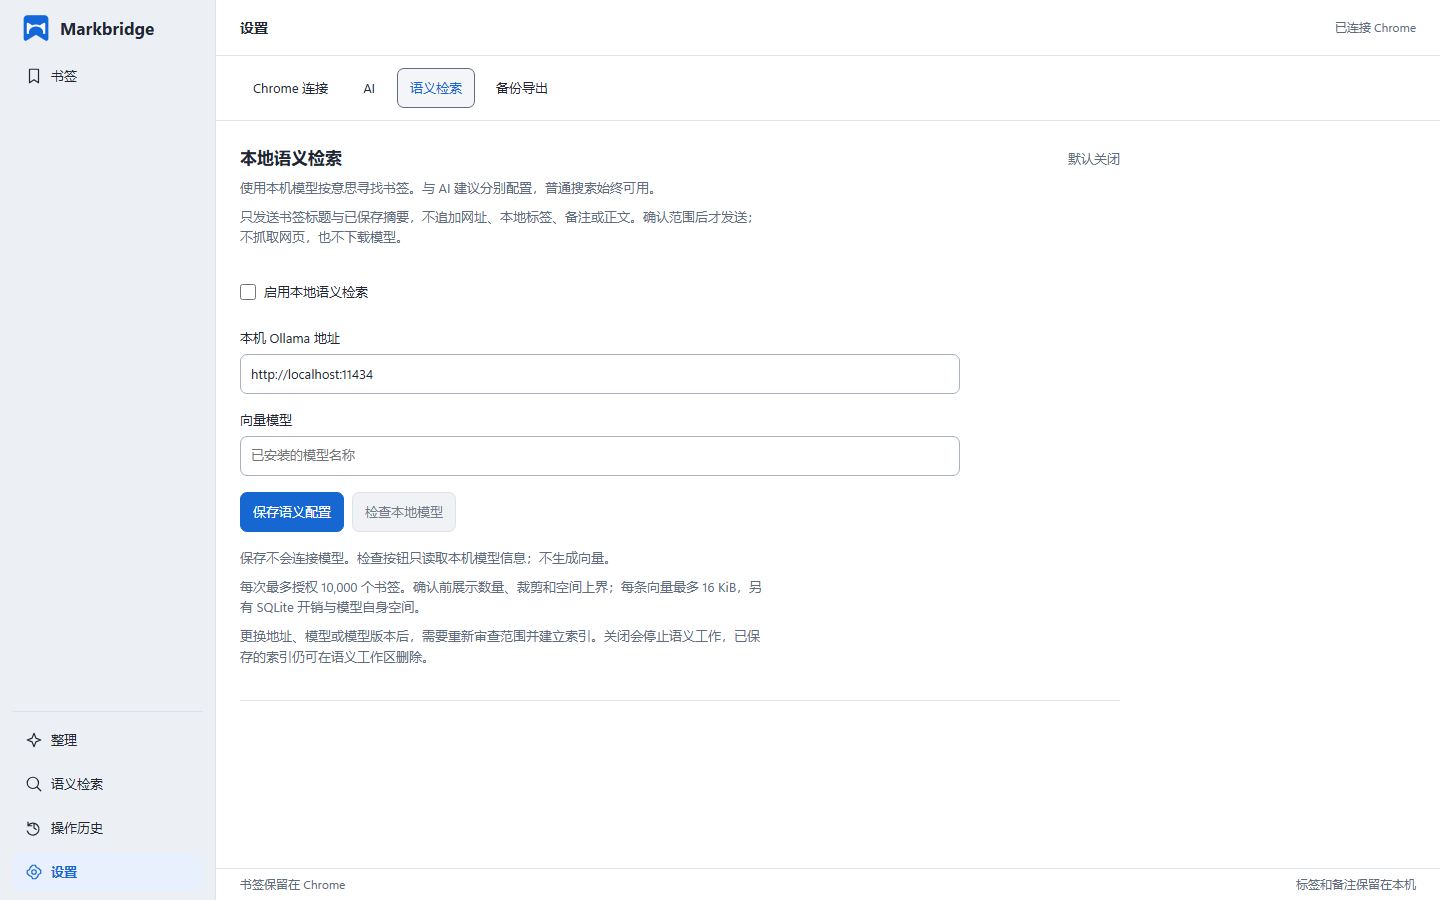 Markbridge
书签
整理
语义检索
操作历史
设置
设置
已连接 Chrome
Chrome 连接
AI
语义检索
备份导出
本地语义检索
默认关闭
使用本机模型按意思寻找书签。与 AI 建议分别配置，普通搜索始终可用。
只发送书签标题与已保存摘要，不追加网址、本地标签、备注或正文。确认范围后才发送；
不抓取网页，也不下载模型。
启用本地语义检索
本机 Ollama 地址
http://localhost:11434
向量模型
已安装的模型名称
保存语义配置
检查本地模型
保存不会连接模型。检查按钮只读取本机模型信息；不生成向量。
每次最多授权 10,000 个书签。确认前展示数量、裁剪和空间上界；每条向量最多 16 KiB，另
有 SQLite 开销与模型自身空间。
更换地址、模型或模型版本后，需要重新审查范围并建立索引。关闭会停止语义工作，已保
存的索引仍可在语义工作区删除。
书签保留在 Chrome
标签和备注保留在本机